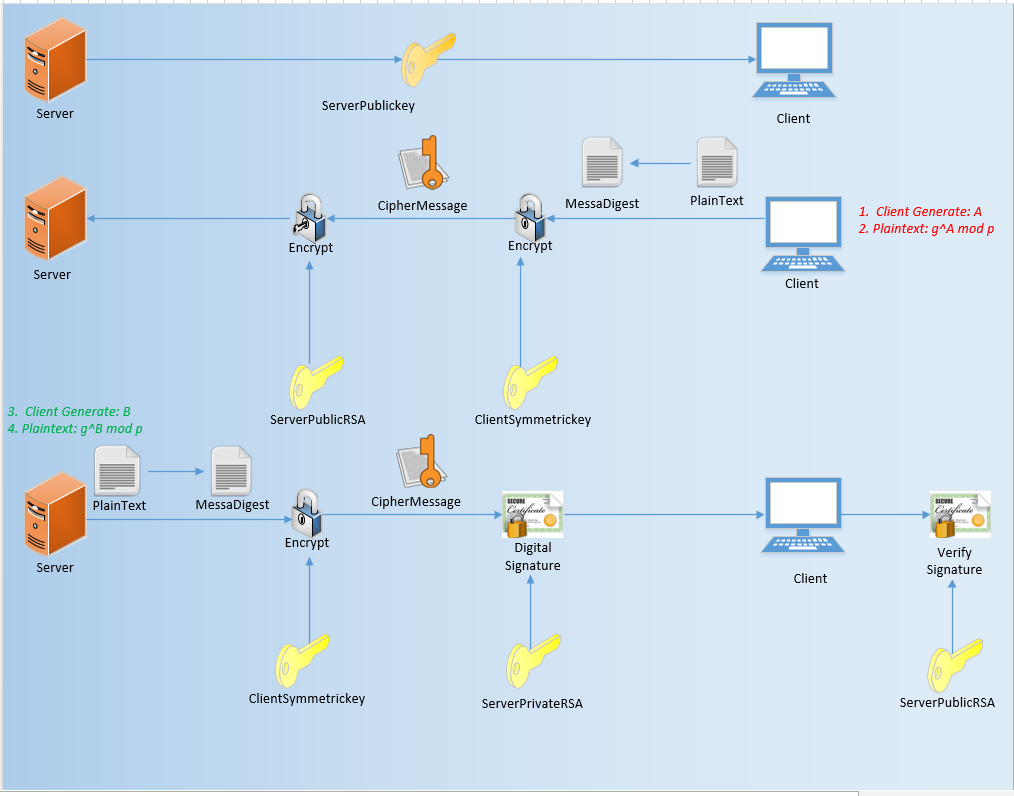 Server
ServerPublickey
Client
CipherMessage
MessaDigest
PlainText
Server
Encrypt
Encrypt
Client
1. Client Generate: A
2. Plaintext: g^A mod p
ServerPublicRSA
ClientSymmetrickey
3. Client Generate: B
4. Plaintext: g^B mod p
PlainText
MessaDigest
CipherMessage
Server
Encrypt
SECURE
Certificate
Digital
Signature
Client
SECURE
Certificate
Verify
Signature
ClientSymmetrickey
ServerPrivateRSA
ServerPublicRSA